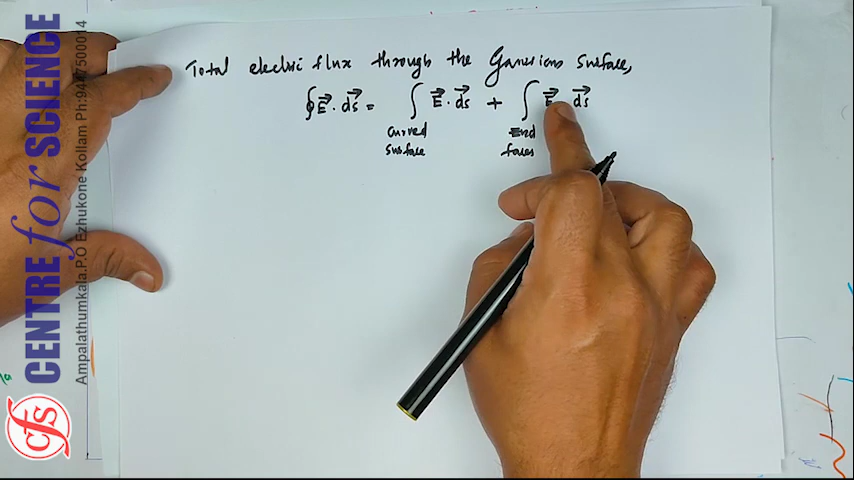 Total electric flux through the Gaussian Surface,
∮E⃗ . ds⃗ = ∫ E⃗ . ds⃗ + ∫ E⃗ ds⃗
curved End
surface faces
CENTRE for SCIENCE
Ampalathumkala.P.O Ezhukone Kollam Ph:9447500014
cfs